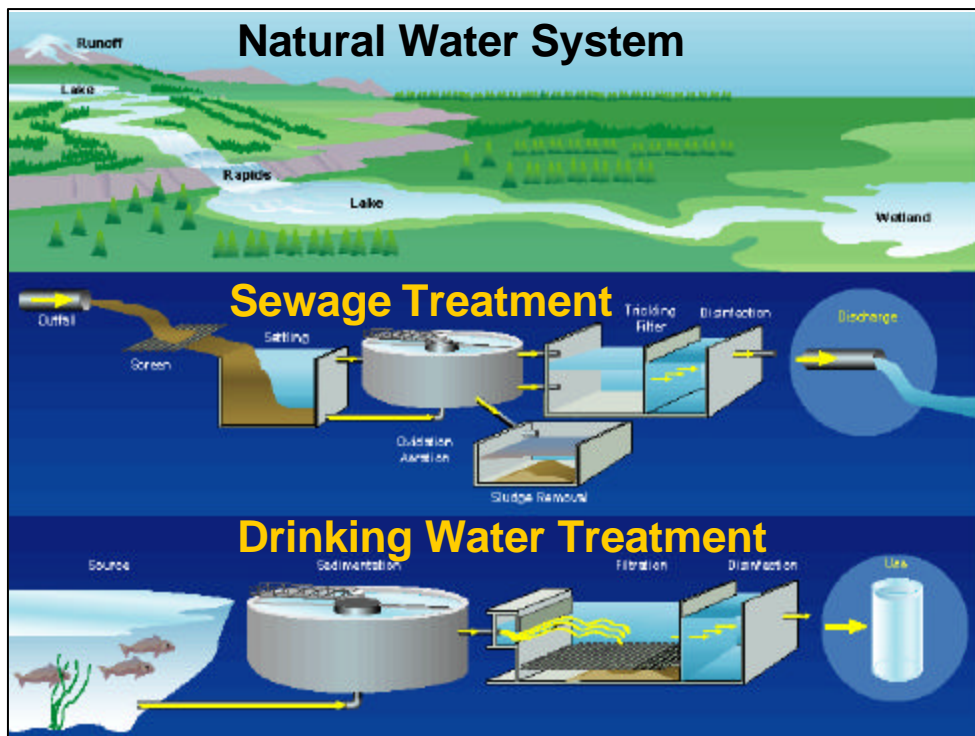 Natural Water System
Runoff
Lake
Rapids
Lake
Wetland
Sewage Treatment
Outfall
Screen
Settling
Oxidation
Aeration
Sludge Removal
Trickling
Filter
Disinfection
Discharge
Drinking Water Treatment
Source
Sedimentation
Filtration
Disinfection
Use